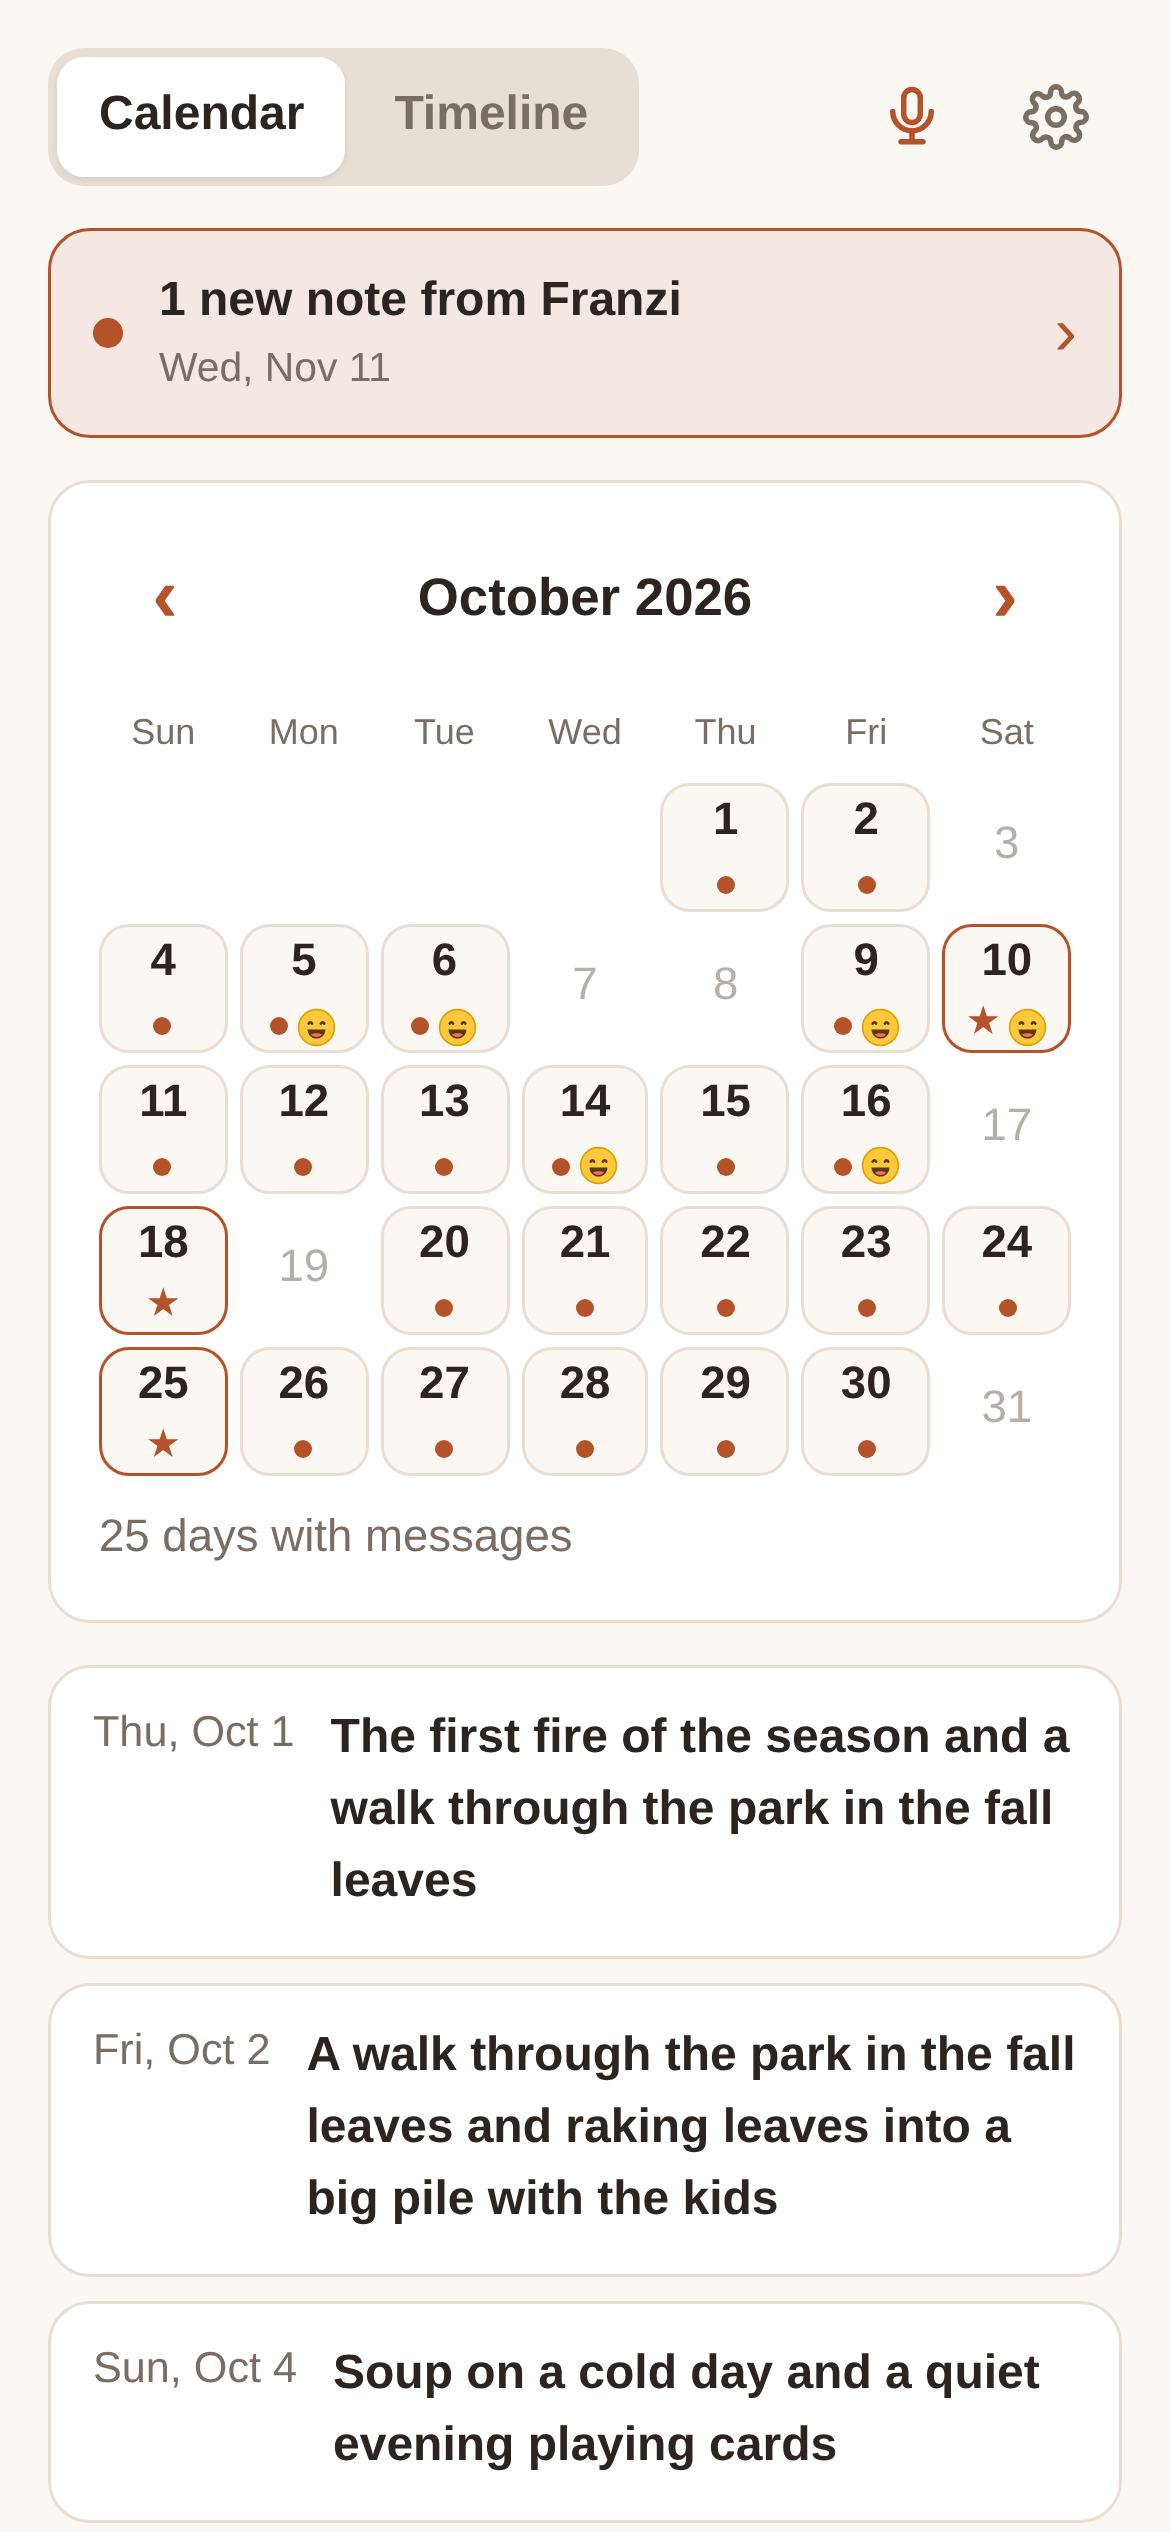 Calendar Timeline
1 new note from Franzi
Wed, Nov 11
October 2026
Sun Mon Tue Wed Thu Fri Sat
1 2 3
4 5 6 7 8 9 10
11 12 13 14 15 16 17
18 19 20 21 22 23 24
25 26 27 28 29 30 31
25 days with messages
Thu, Oct 1 The first fire of the season and a
walk through the park in the fall
leaves
Fri, Oct 2 A walk through the park in the fall
leaves and raking leaves into a
big pile with the kids
Sun, Oct 4 Soup on a cold day and a quiet
evening playing cards